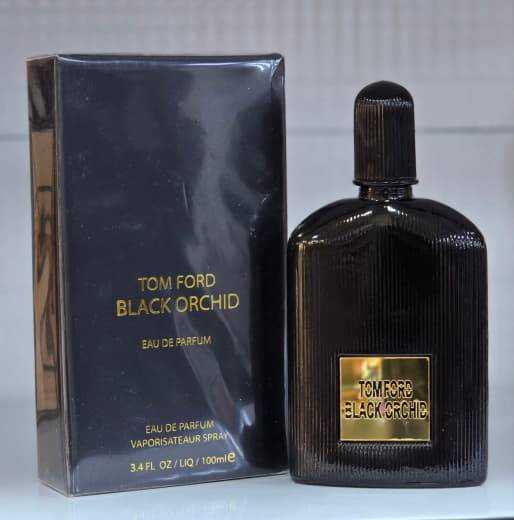 TOM FORD
BLACK ORCHID
EAU DE PARFUM
EAU DE PARFUM
VAPORISATEAUR SPRAY
3.4 FL OZ / LIQ / 100ml℮
TOM FORD
BLACK ORCHID